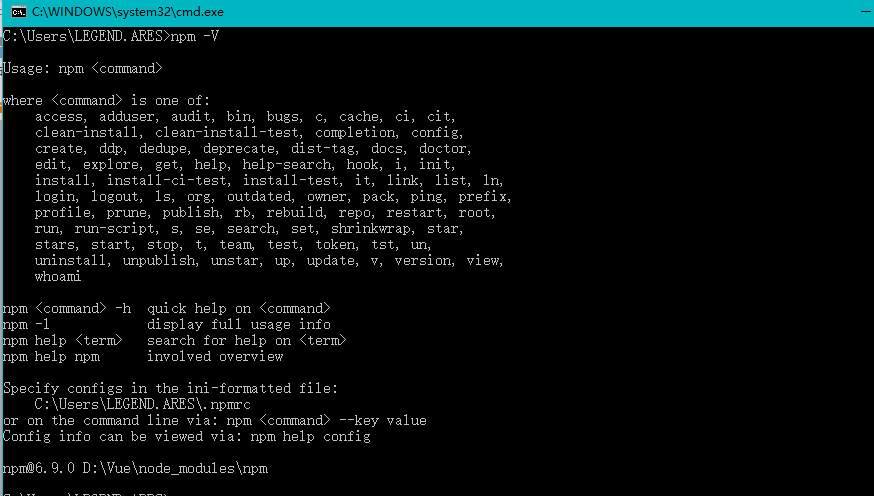 C:\WINDOWS\system32\cmd.exe
C:\Users\LEGEND.ARES>npm -V
Usage: npm <command>
where <command> is one of:
    access, adduser, audit, bin, bugs, c, cache, ci, cit,
    clean-install, clean-install-test, completion, config,
    create, ddp, dedupe, deprecate, dist-tag, docs, doctor,
    edit, explore, get, help, help-search, hook, i, init,
    install, install-ci-test, install-test, it, link, list, ln,
    login, logout, ls, org, outdated, owner, pack, ping, prefix,
    profile, prune, publish, rb, rebuild, repo, restart, root,
    run, run-script, s, se, search, set, shrinkwrap, star,
    stars, start, stop, t, team, test, token, tst, un,
    uninstall, unpublish, unstar, up, update, v, version, view,
    whoami
npm <command> -h  quick help on <command>
npm -l            display full usage info
npm help <term>   search for help on <term>
npm help npm      involved overview
Specify configs in the ini-formatted file:
    C:\Users\LEGEND.ARES\.npmrc
or on the command line via: npm <command> --key value
Config info can be viewed via: npm help config
npm@6.9.0 D:\Vue\node_modules\npm